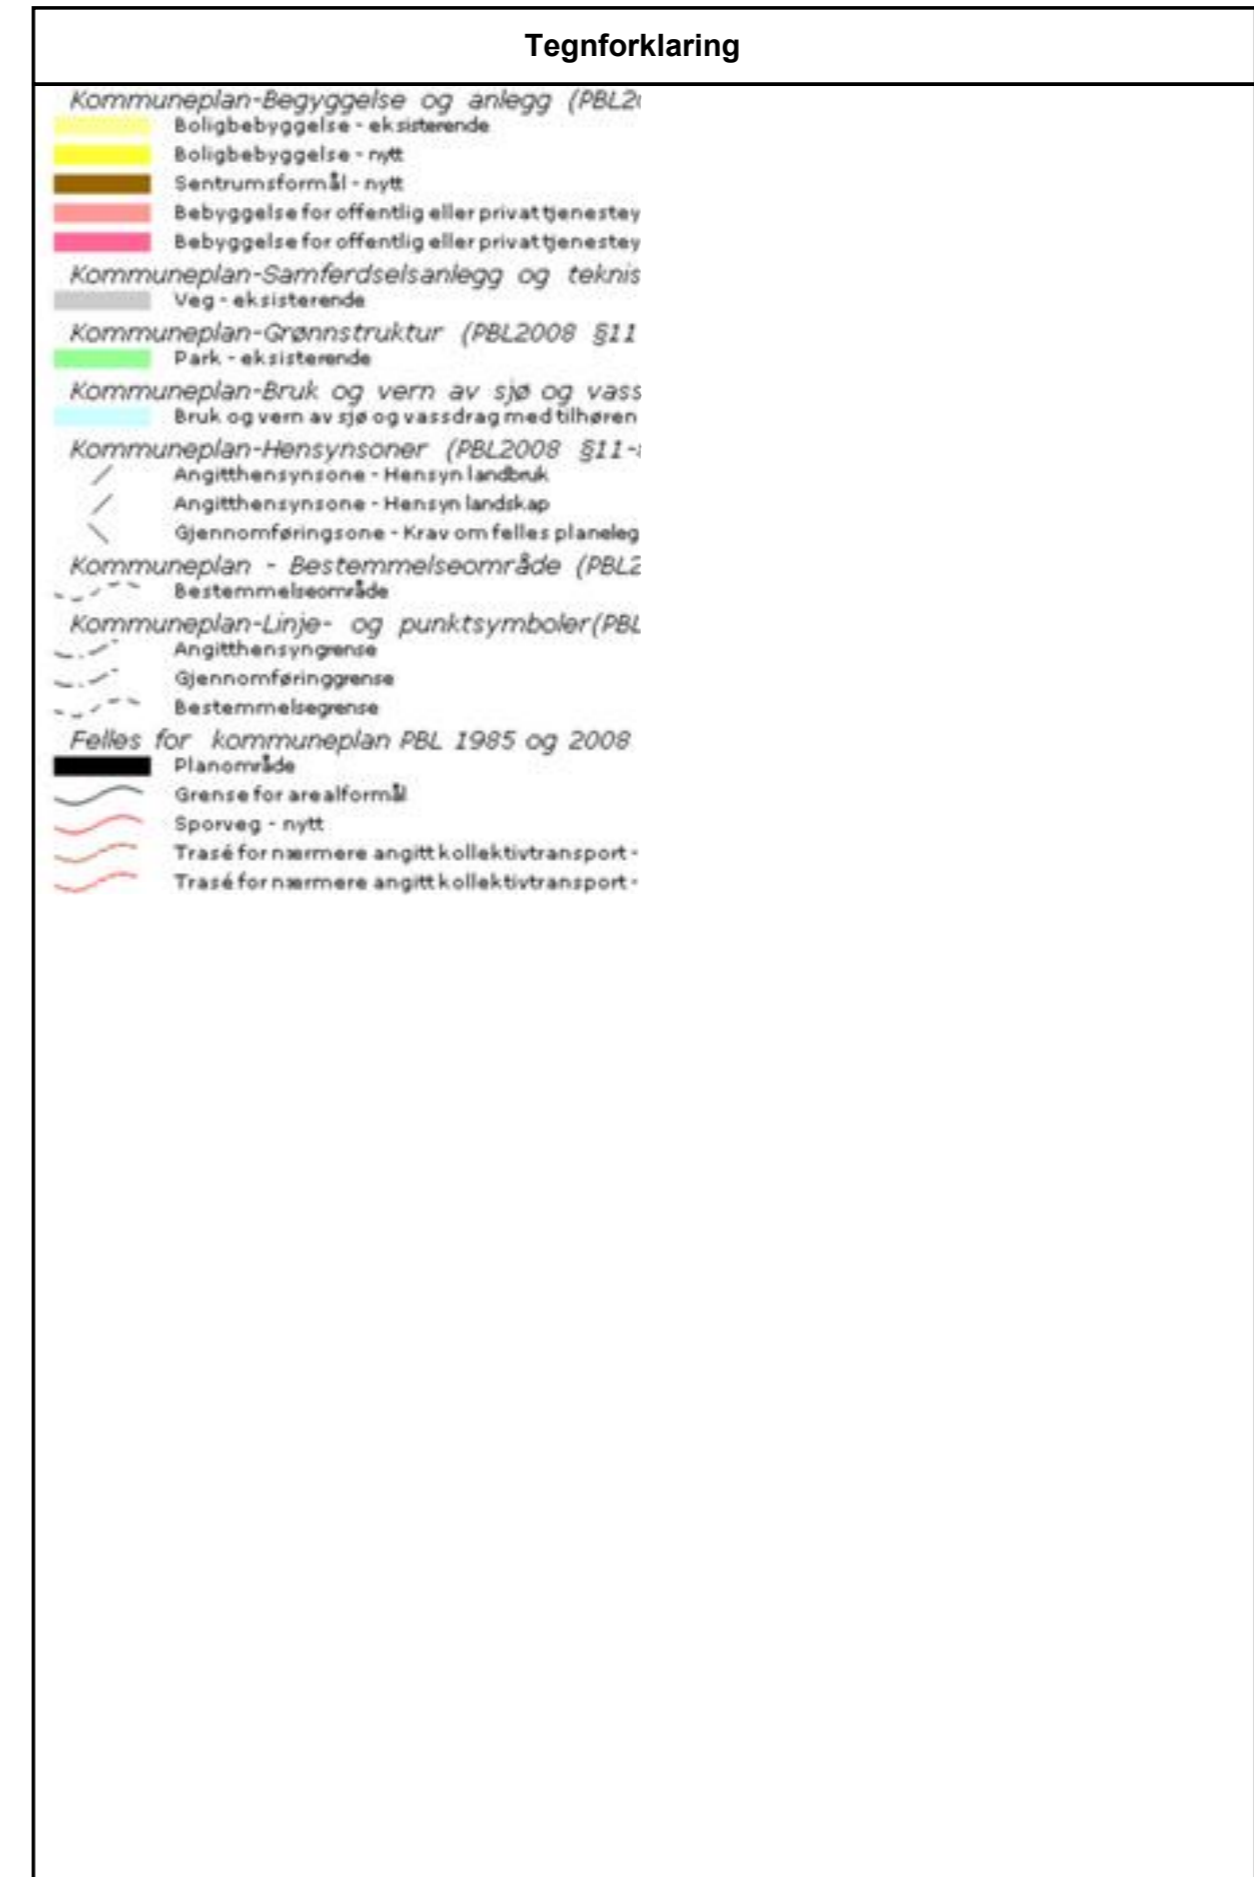 Tegnforklaring
Kommuneplan-Begyggelse og anlegg (PBL20
Boligbebyggelse - eksisterende
Boligbebyggelse - nytt
Sentrumsformål - nytt
Bebyggelse for offentlig eller privat tjenestey
Bebyggelse for offentlig eller privat tjenestey
Kommuneplan-Samferdselsanlegg og teknis
Veg - eksisterende
Kommuneplan-Grønnstruktur (PBL2008 §11
Park - eksisterende
Kommuneplan-Bruk og vern av sjø og vass
Bruk og vern av sjø og vassdrag med tilhøren
Kommuneplan-Hensynsoner (PBL2008 §11-8
Angitthensynsone - Hensyn landbruk
Angitthensynsone - Hensyn landskap
Gjennomføringsone - Krav om felles planeleg
Kommuneplan - Bestemmelseområde (PBL2
Bestemmelseområde
Kommuneplan-Linje- og punktsymboler(PBL
Angitthensyngrense
Gjennomføringgrense
Bestemmelsegrense
Felles for kommuneplan PBL 1985 og 2008
Planområde
Grense for arealformål
Sporveg - nytt
Trasé for nærmere angitt kollektivtransport -
Trasé for nærmere angitt kollektivtransport -